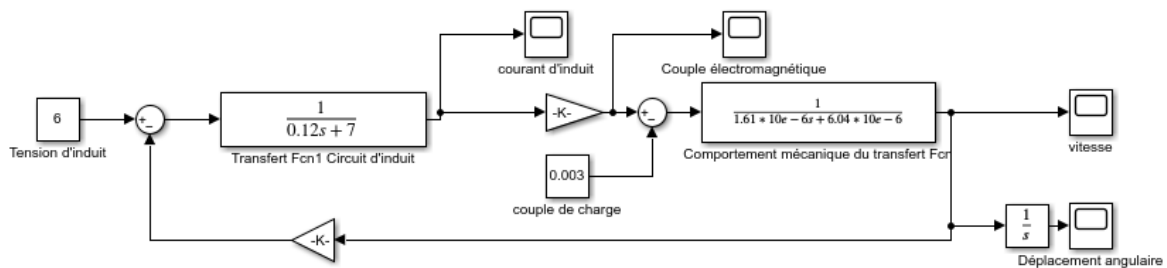 courant d'induit
Couple électromagnétique
6
+
−
1
0.12s + 7
-K-
+
−
1
1.61 * 10e − 6s + 6.04 * 10e − 6
Tension d'induit
Transfert Fcn1 Circuit d'induit
Comportement mécanique du transfert Fcn
vitesse
0.003
couple de charge
-K-
1
s
Déplacement angulaire